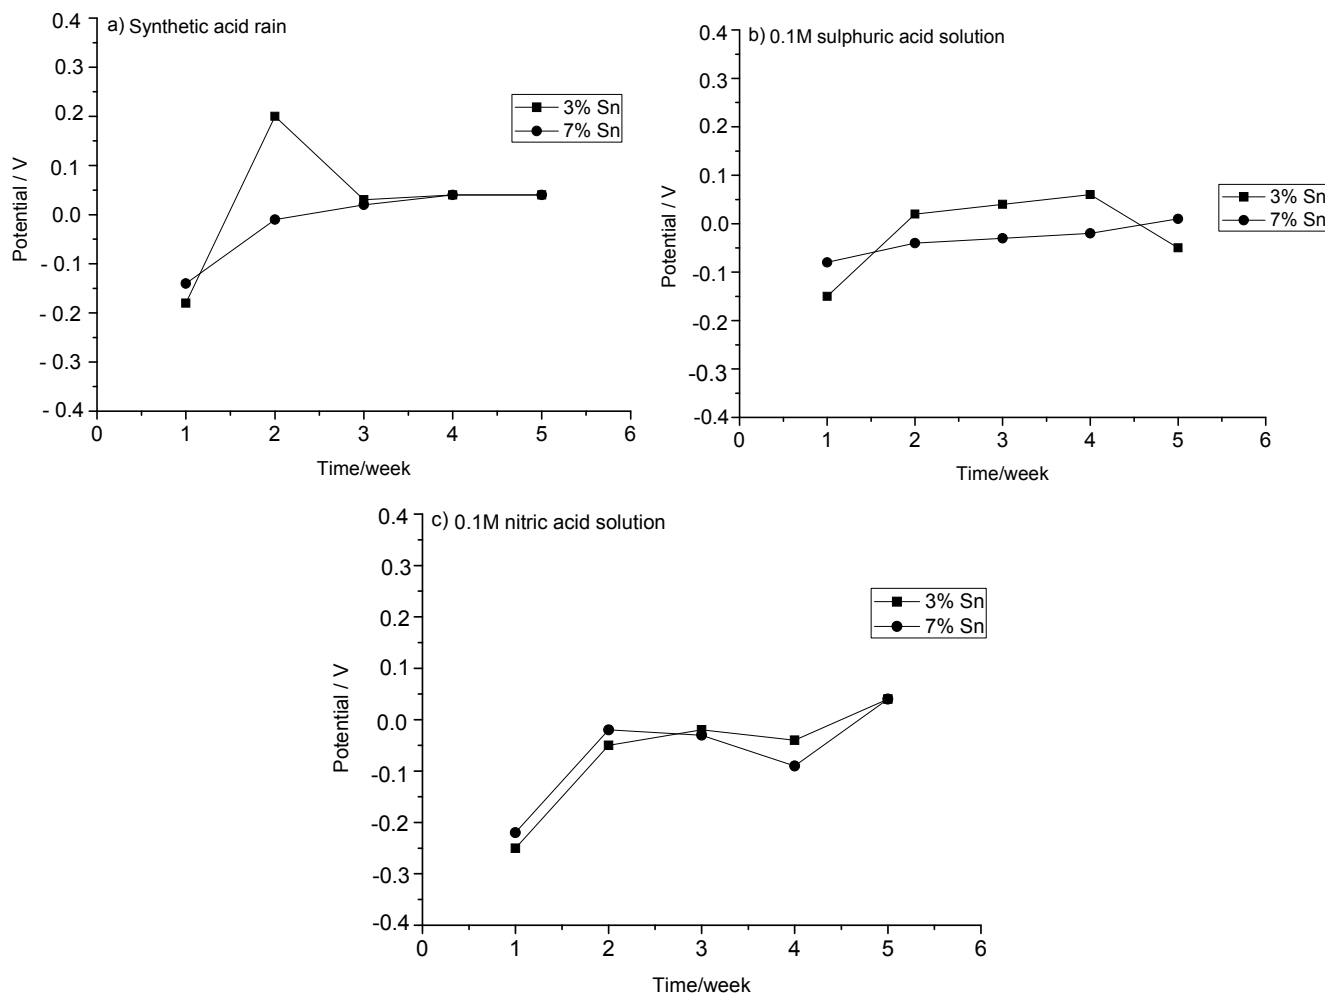 a) Synthetic acid rain
0.4
0.3
0.2
0.1
0.0
- 0.1
- 0.2
- 0.3
- 0.4
Potential / V
3% Sn
7% Sn
0 1 2 3 4 5 6
Time/week
b) 0.1M sulphuric acid solution
0.4
0.3
0.2
0.1
0.0
-0.1
-0.2
-0.3
-0.4
Potential / V
3% Sn
7% Sn
0 1 2 3 4 5 6
Time/week
c) 0.1M nitric acid solution
0.4
0.3
0.2
0.1
0.0
-0.1
-0.2
-0.3
-0.4
Potential / V
3% Sn
7% Sn
0 1 2 3 4 5 6
Time/week